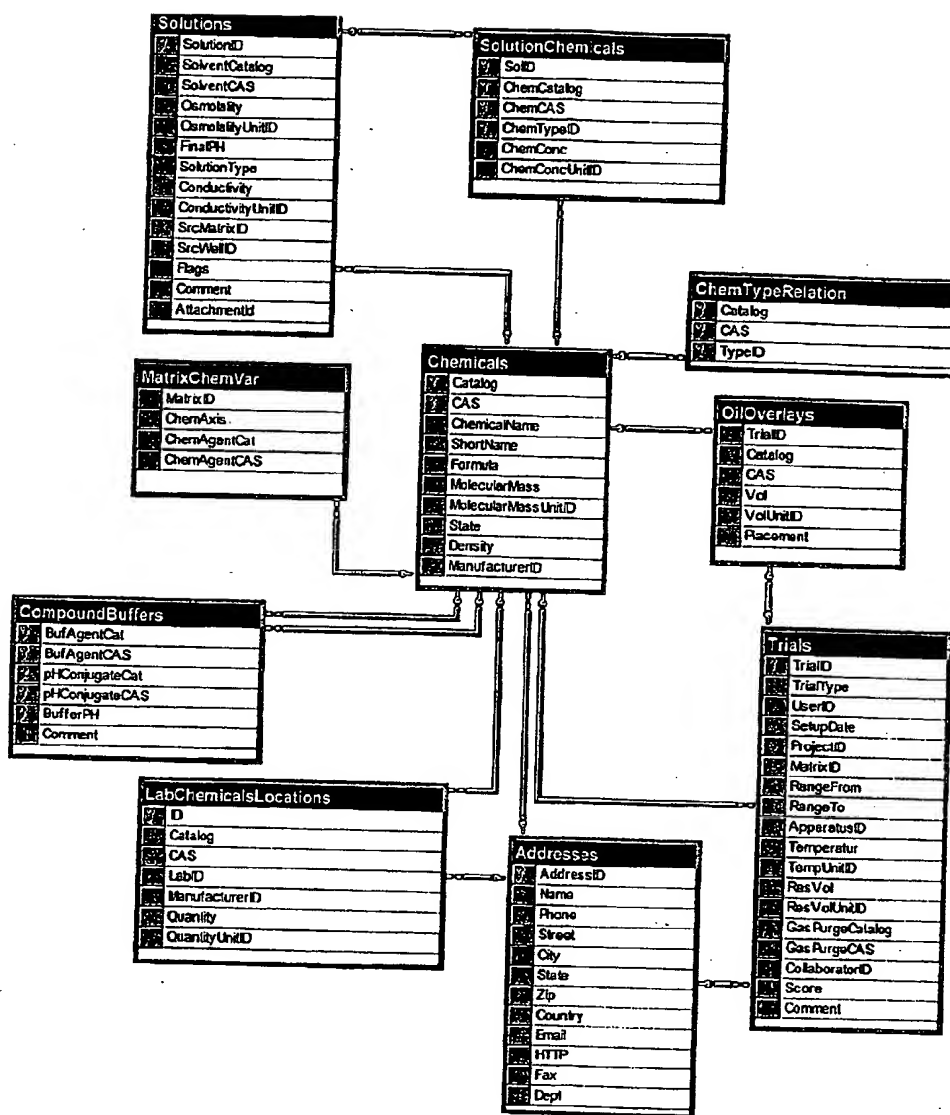 Solutions
SolutionID
SolventCatalog
SolventCAS
Osmolality
OsmolalityUnitID
FinalPH
SolutionType
Conductivity
ConductivityUnitID
SrcMatrixID
SrcWellID
Flags
Comment
AttachmentId
SolutionChemicals
SolID
ChemCatalog
ChemCAS
ChemTypeID
ChemConc
ChemConcUnitID
ChemTypeRelation
Catalog
CAS
TypeID
MatrixChemVar
MatrixID
ChemAxis
ChemAgentCat
ChemAgentCAS
Chemicals
Catalog
CAS
ChemicalName
ShortName
Formula
MolecularMass
MolecularMassUnitID
State
Density
ManufacturerID
OilOverlays
TrialID
Catalog
CAS
Vol
VolUnitID
Placement
CompoundBuffers
BufAgentCat
BufAgentCAS
pHConjugateCat
pHConjugateCAS
BufferPH
Comment
Trials
TrialID
TrialType
UserID
SetupDate
ProjectID
MatrixID
RangeFrom
RangeTo
ApparatusID
Temperatur
TempUnitID
ResVol
ResVolUnitID
GasPurgeCatalog
GasPurgeCAS
CollaboratorID
Score
Comment
LabChemicalsLocations
ID
Catalog
CAS
LabID
ManufacturerID
Quantity
QuantityUnitID
Addresses
AddressID
Name
Phone
Street
City
State
Zip
Country
Email
HTTP
Fax
Dept